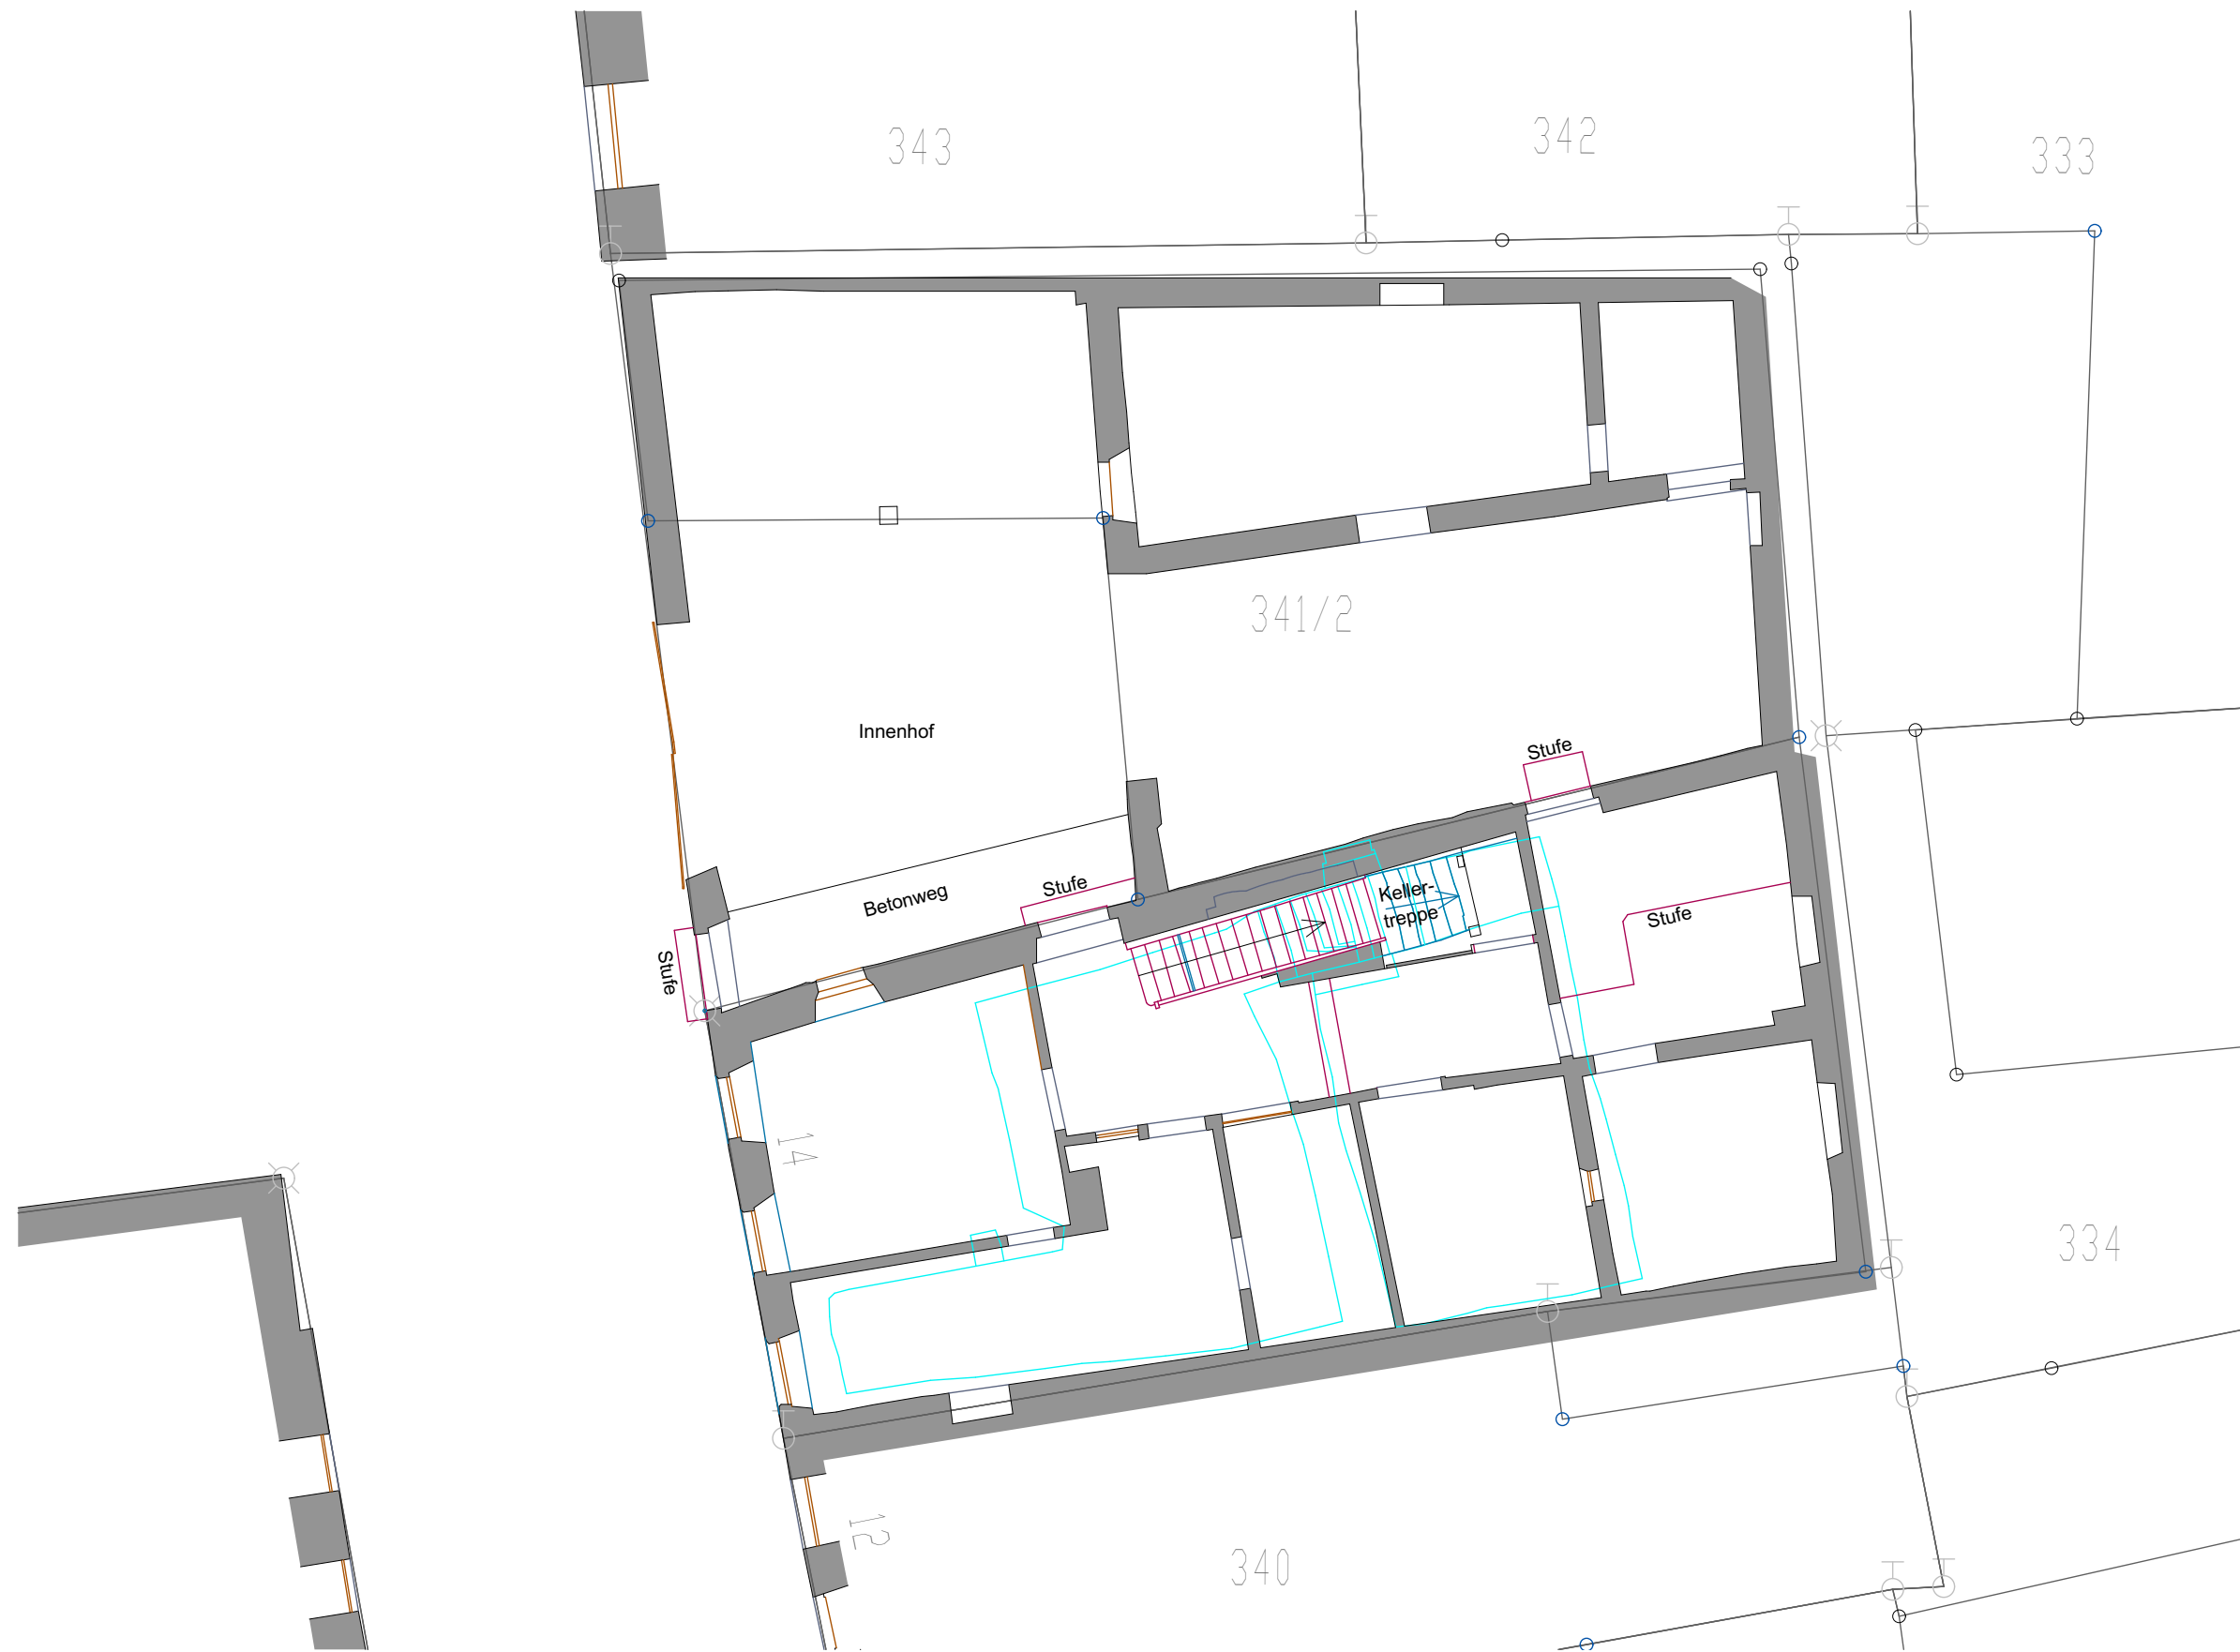 343
342
333
341/2
Innenhof
Stufe
Stufe
Betonweg
Keller-
treppe
Stufe
Stufe
14
334
12
340